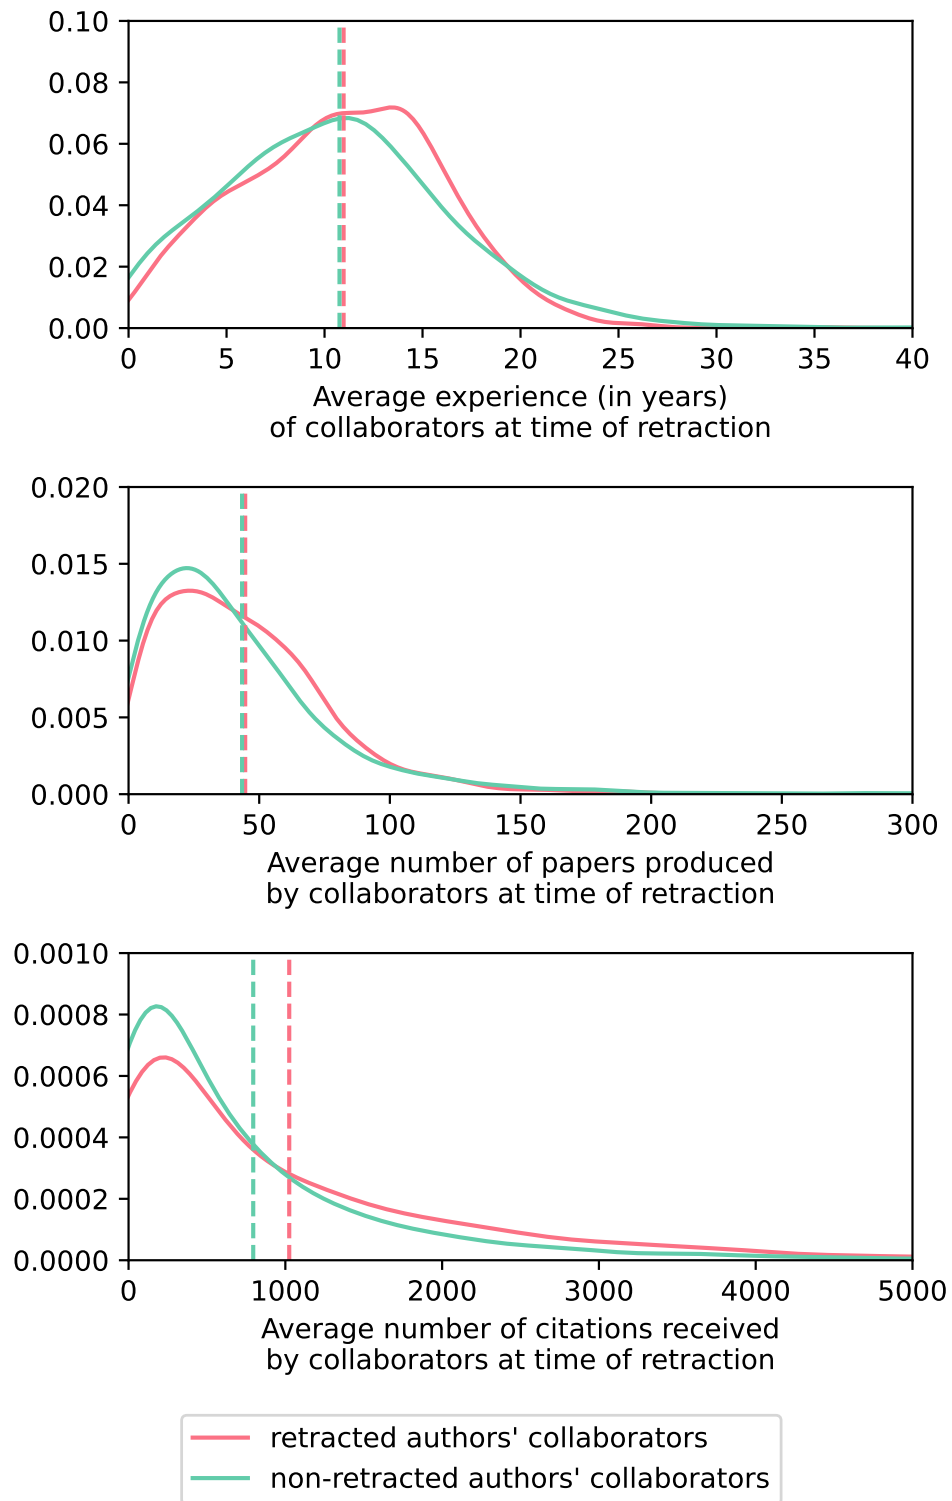 0.10
0.08
0.06
0.04
0.02
0.00
0 5 10 15 20 25 30 35 40
Average experience (in years)
of collaborators at time of retraction
0.020
0.015
0.010
0.005
0.000
0 50 100 150 200 250 300
Average number of papers produced
by collaborators at time of retraction
0.0010
0.0008
0.0006
0.0004
0.0002
0.0000
0 1000 2000 3000 4000 5000
Average number of citations received
by collaborators at time of retraction
retracted authors' collaborators
non-retracted authors' collaborators